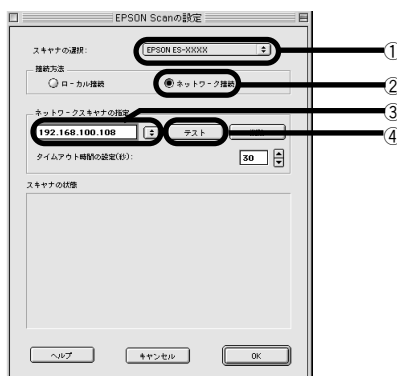 EPSON Scanの設定
スキャナの選択: EPSON ES-XXXX ①
接続方法
ローカル接続 ネットワーク接続 ②
ネットワークスキャナの指定 ③
192.168.100.108 テスト ④
タイムアウト時間の設定(秒): 30
スキャナの状態
ヘルプ キャンセル OK